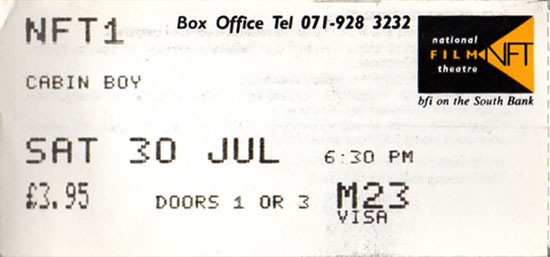 NFT1
Box Office Tel 071-928 3232
national
FILM
theatre
NFT
bfi on the South Bank
CABIN BOY
SAT 30 JUL 6:30 PM
£3.95 DOORS 1 OR 3 M23
VISA